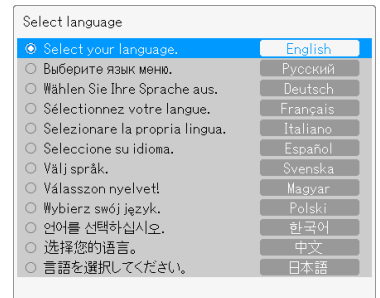 Select language
Select your language. English
Выберите язык меню. Русский
Wählen Sie Ihre Sprache aus. Deutsch
Sélectionnez votre langue. Français
Selezionare la propria lingua. Italiano
Seleccione su idioma. Español
Välj språk. Svenska
Válasszon nyelvet! Magyar
Wybierz swój język. Polski
언어를 선택하십시오. 한국어
选择您的语言。 中文
言語を選択してください。 日本語